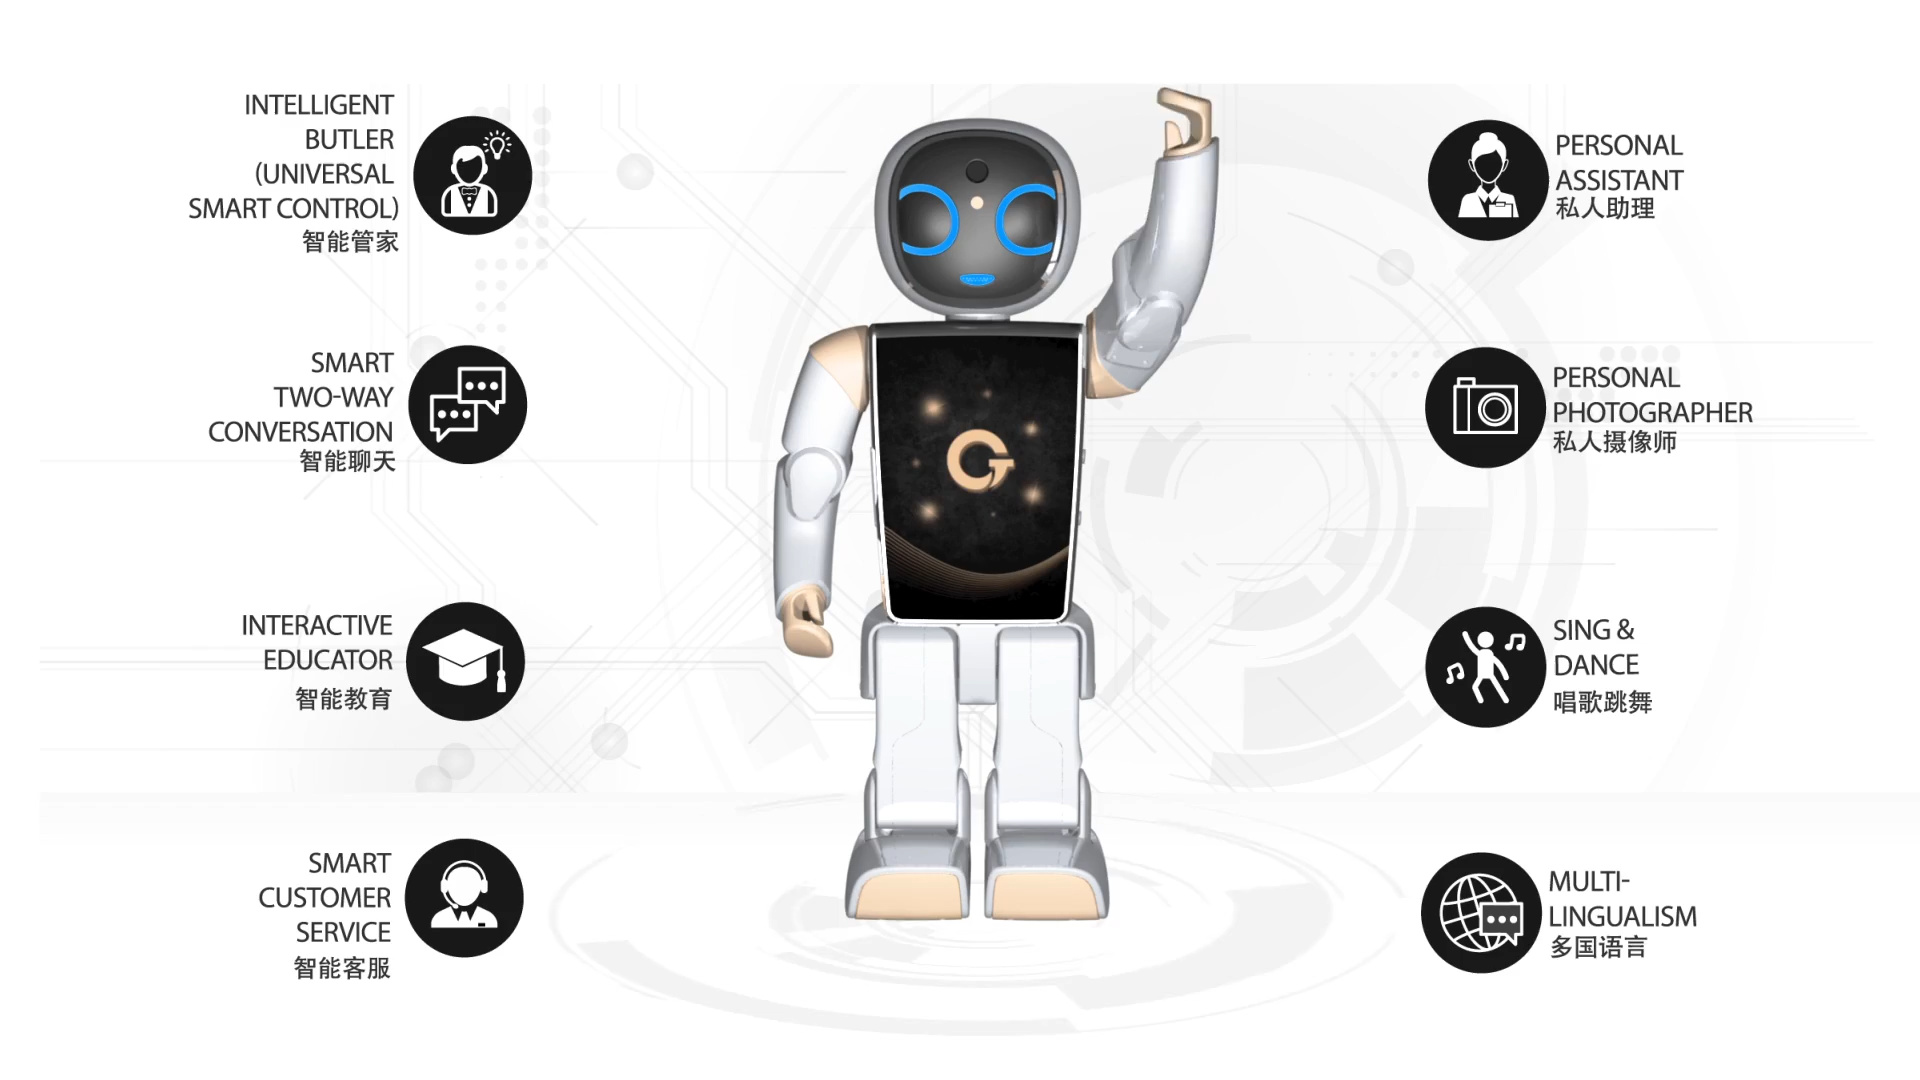 INTELLIGENT
BUTLER
(UNIVERSAL
SMART CONTROL)
智能管家
SMART
TWO-WAY
CONVERSATION
智能聊天
INTERACTIVE
EDUCATOR
智能教育
SMART
CUSTOMER
SERVICE
智能客服
PERSONAL
ASSISTANT
私人助理
PERSONAL
PHOTOGRAPHER
私人摄像师
SING &
DANCE
唱歌跳舞
MULTI-
LINGUALISM
多国语言